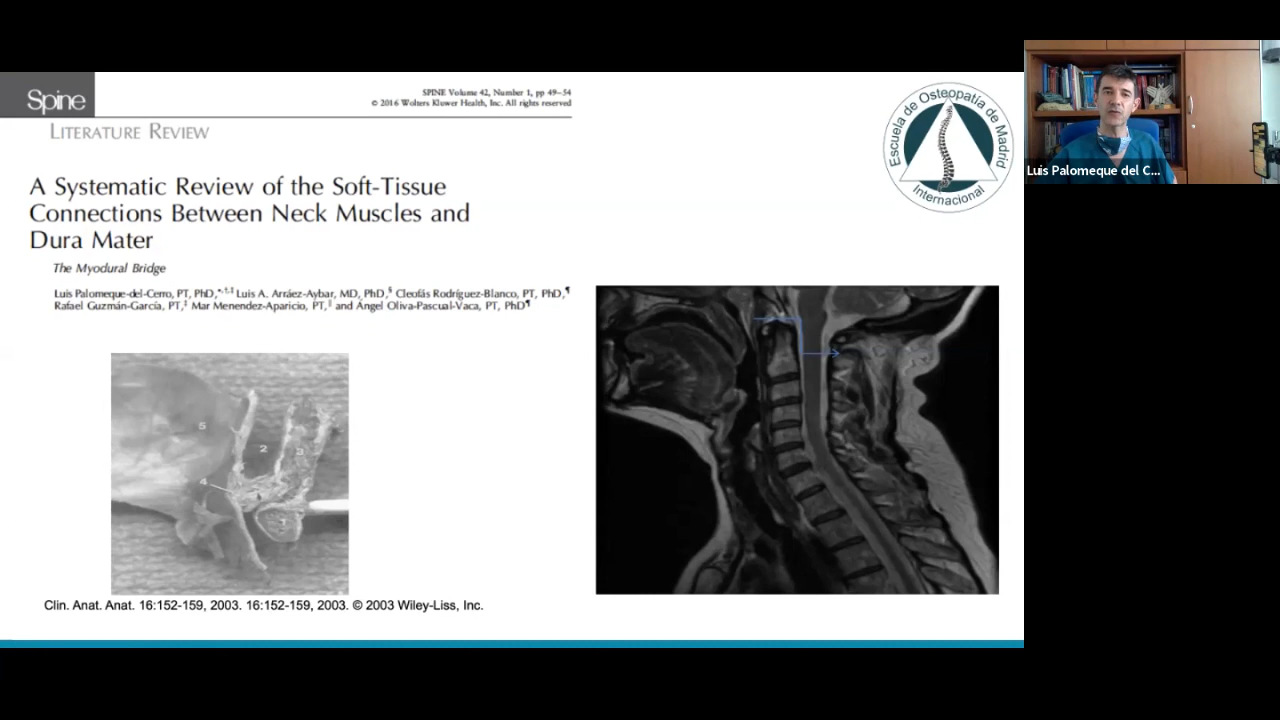 Spine
SPINE Volume 42, Number 1, pp 49–54
© 2016 Wolters Kluwer Health, Inc. All rights reserved
LITERATURE REVIEW
A Systematic Review of the Soft-Tissue
Connections Between Neck Muscles and
Dura Mater
The Myodural Bridge
Luis Palomeque-del-Cerro, PT, PhD,*,†,‡ Luis A. Arráez-Aybar, MD, PhD,§ Cleofás Rodríguez-Blanco, PT, PhD,¶
Rafael Guzmán-García, PT,‡ Mar Menendez-Aparicio, PT,‖ and Ángel Oliva-Pascual-Vaca, PT, PhD¶
Escuela de Osteopatía de Madrid
Internacional
Luis Palomeque del C...
5
2
3
4
Clin. Anat. Anat. 16:152-159, 2003. 16:152-159, 2003. © 2003 Wiley-Liss, Inc.